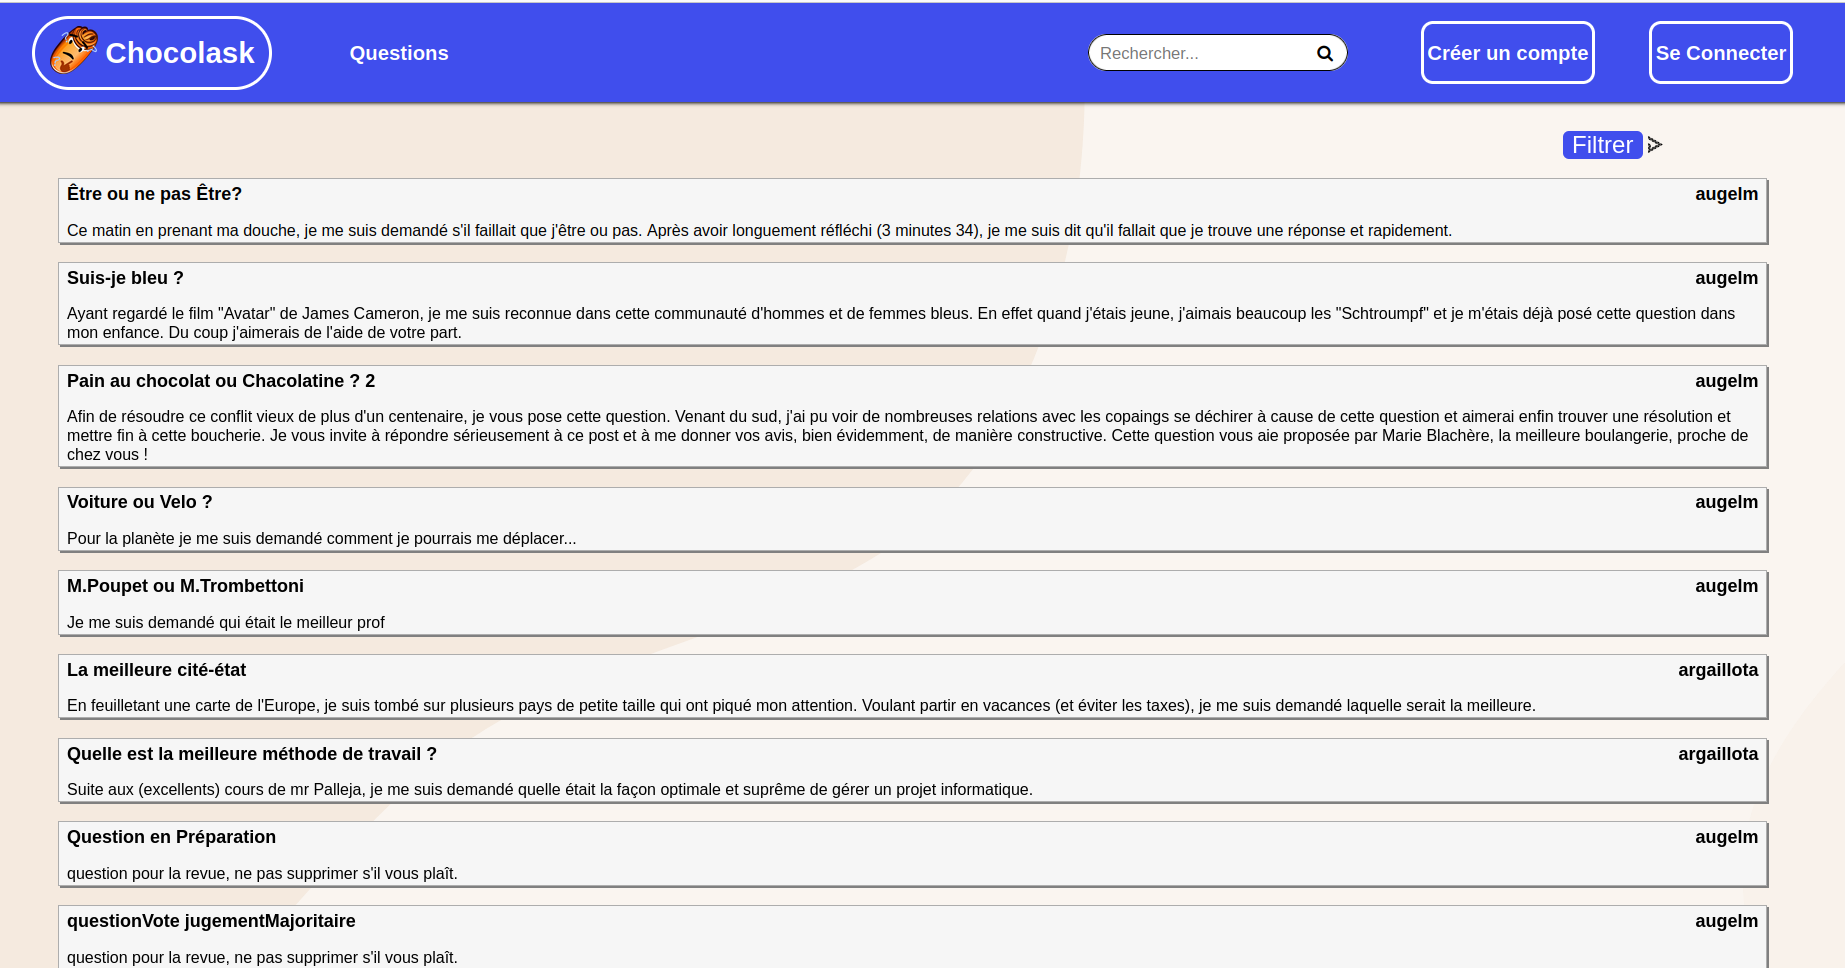 Chocolask
Questions
Rechercher...
Créer un compte
Se Connecter
Filtrer
Être ou ne pas Être?
augelm
Ce matin en prenant ma douche, je me suis demandé s'il faillait que j'être ou pas. Après avoir longuement réfléchi (3 minutes 34), je me suis dit qu'il fallait que je trouve une réponse et rapidement.
Suis-je bleu ?
augelm
Ayant regardé le film "Avatar" de James Cameron, je me suis reconnue dans cette communauté d'hommes et de femmes bleus. En effet quand j'étais jeune, j'aimais beaucoup les "Schtroumpf" et je m'étais déjà posé cette question dans
mon enfance. Du coup j'aimerais de l'aide de votre part.
Pain au chocolat ou Chacolatine ? 2
augelm
Afin de résoudre ce conflit vieux de plus d'un centenaire, je vous pose cette question. Venant du sud, j'ai pu voir de nombreuses relations avec les copaings se déchirer à cause de cette question et aimerai enfin trouver une résolution et
mettre fin à cette boucherie. Je vous invite à répondre sérieusement à ce post et à me donner vos avis, bien évidemment, de manière constructive. Cette question vous aie proposée par Marie Blachère, la meilleure boulangerie, proche de
chez vous !
Voiture ou Velo ?
augelm
Pour la planète je me suis demandé comment je pourrais me déplacer...
M.Poupet ou M.Trombettoni
augelm
Je me suis demandé qui était le meilleur prof
La meilleure cité-état
argaillota
En feuilletant une carte de l'Europe, je suis tombé sur plusieurs pays de petite taille qui ont piqué mon attention. Voulant partir en vacances (et éviter les taxes), je me suis demandé laquelle serait la meilleure.
Quelle est la meilleure méthode de travail ?
argaillota
Suite aux (excellents) cours de mr Palleja, je me suis demandé quelle était la façon optimale et suprême de gérer un projet informatique.
Question en Préparation
augelm
question pour la revue, ne pas supprimer s'il vous plaît.
questionVote jugementMajoritaire
augelm
question pour la revue, ne pas supprimer s'il vous plaît.